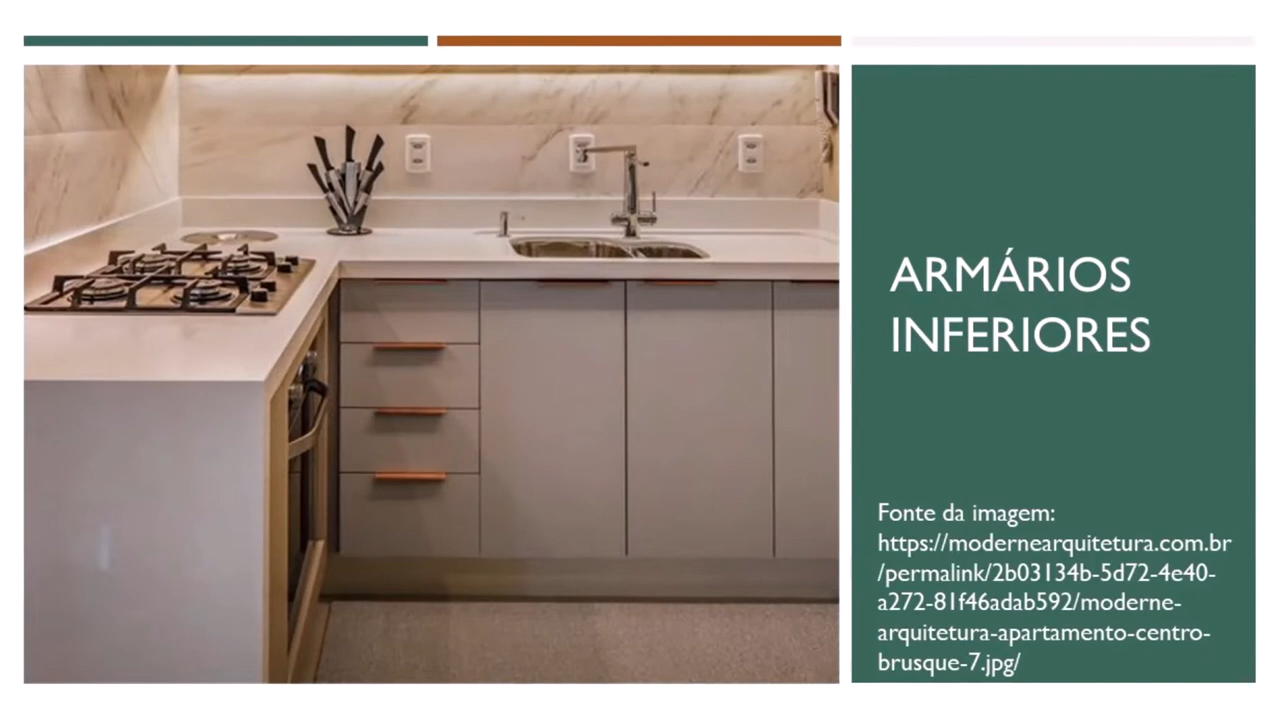 ARMÁRIOS
INFERIORES
Fonte da imagem:
https://modernearquitetura.com.br
/permalink/2b03134b-5d72-4e40-
a272-81f46adab592/moderne-
arquitetura-apartamento-centro-
brusque-7.jpg/